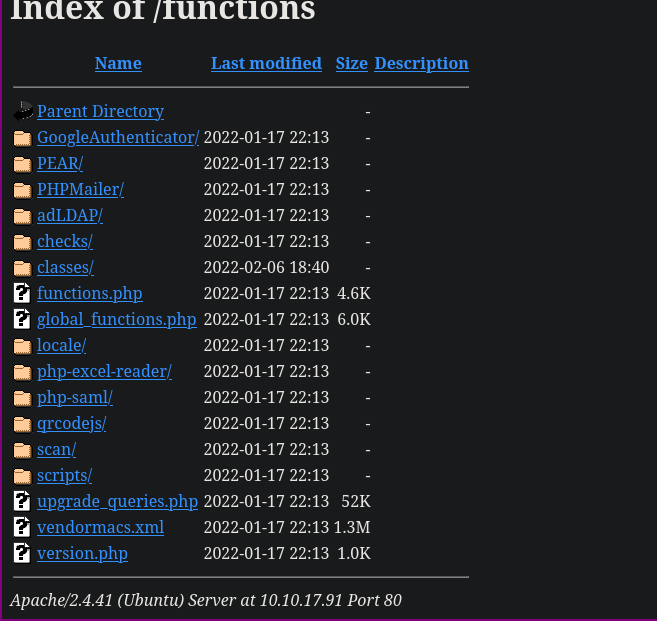 Index of /functions
Name Last modified Size Description
Parent Directory -
GoogleAuthenticator/ 2022-01-17 22:13 -
PEAR/ 2022-01-17 22:13 -
PHPMailer/ 2022-01-17 22:13 -
adLDAP/ 2022-01-17 22:13 -
checks/ 2022-01-17 22:13 -
classes/ 2022-02-06 18:40 -
functions.php 2022-01-17 22:13 4.6K
global_functions.php 2022-01-17 22:13 6.0K
locale/ 2022-01-17 22:13 -
php-excel-reader/ 2022-01-17 22:13 -
php-saml/ 2022-01-17 22:13 -
qrcodejs/ 2022-01-17 22:13 -
scan/ 2022-01-17 22:13 -
scripts/ 2022-01-17 22:13 -
upgrade_queries.php 2022-01-17 22:13 52K
vendormacs.xml 2022-01-17 22:13 1.3M
version.php 2022-01-17 22:13 1.0K
Apache/2.4.41 (Ubuntu) Server at 10.10.17.91 Port 80